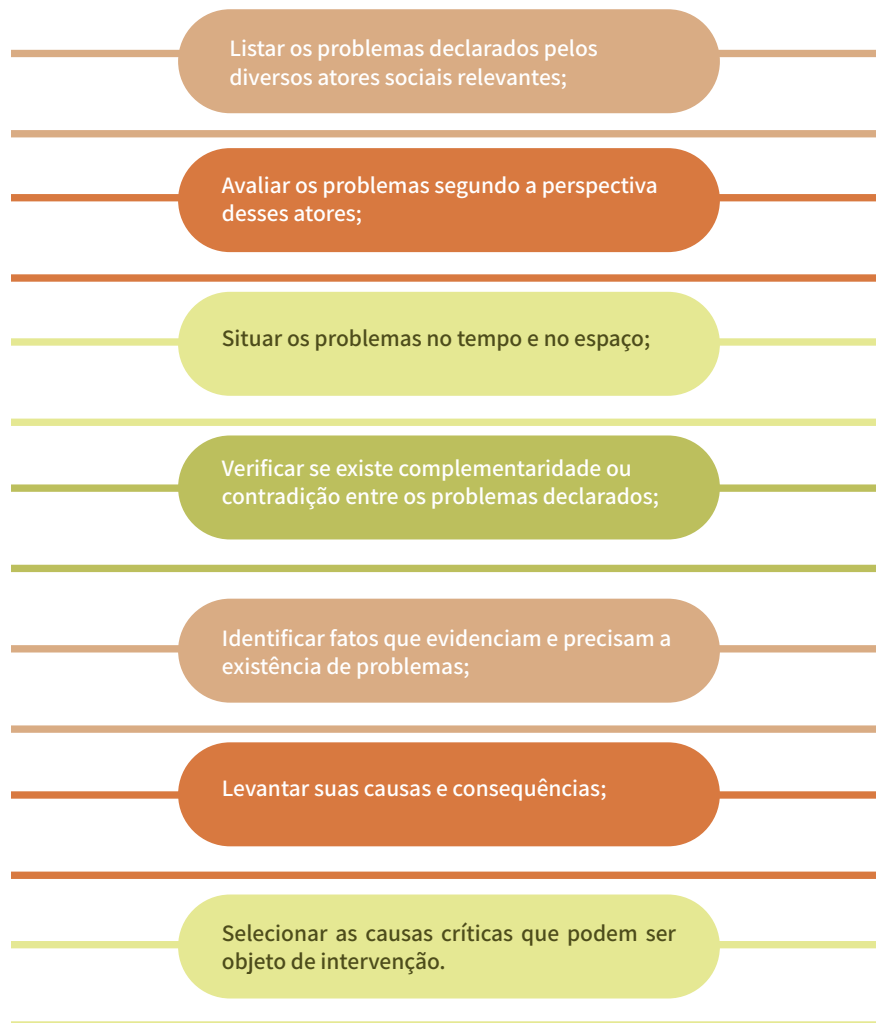 Listar os problemas declarados pelos
diversos atores sociais relevantes;
Avaliar os problemas segundo a perspectiva
desses atores;
Situar os problemas no tempo e no espaço;
Verificar se existe complementaridade ou
contradição entre os problemas declarados;
Identificar fatos que evidenciam e precisam a
existência de problemas;
Levantar suas causas e consequências;
Selecionar as causas críticas que podem ser
objeto de intervenção.